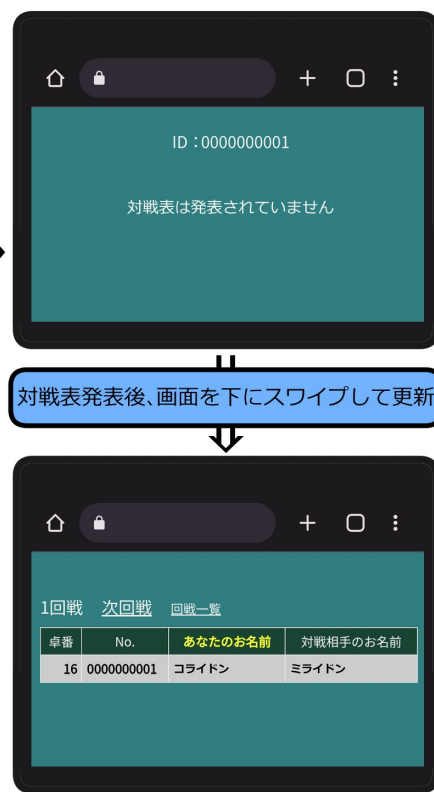 ID：0000000001
対戦表は発表されていません
対戦表発表後、画面を下にスワイプして更新
1回戦 次回戦 回戦一覧
卓番 No. あなたのお名前 対戦相手のお名前
16 0000000001 コライドン ミライドン